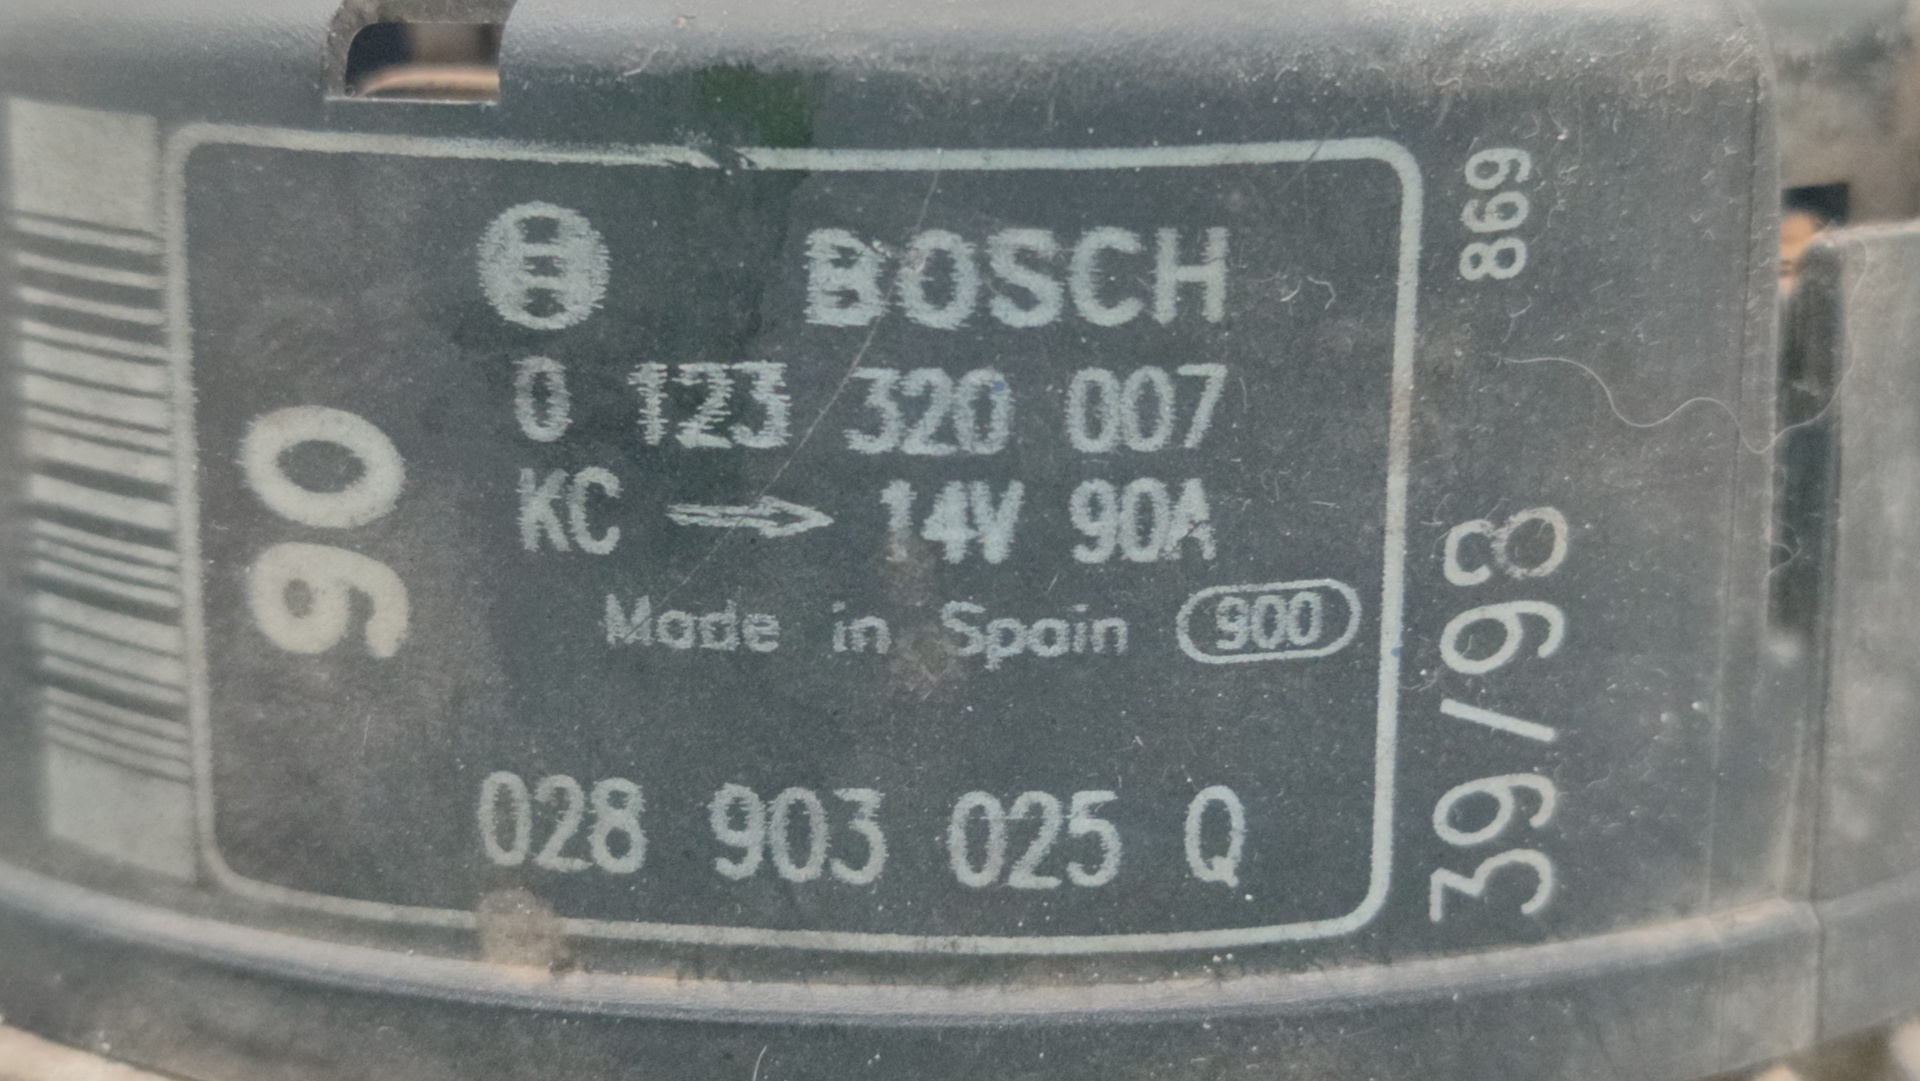 90
BOSCH
0 123 320 007
KC → 14V 90A
Made in Spain 900
028 903 025 Q
869
39/98